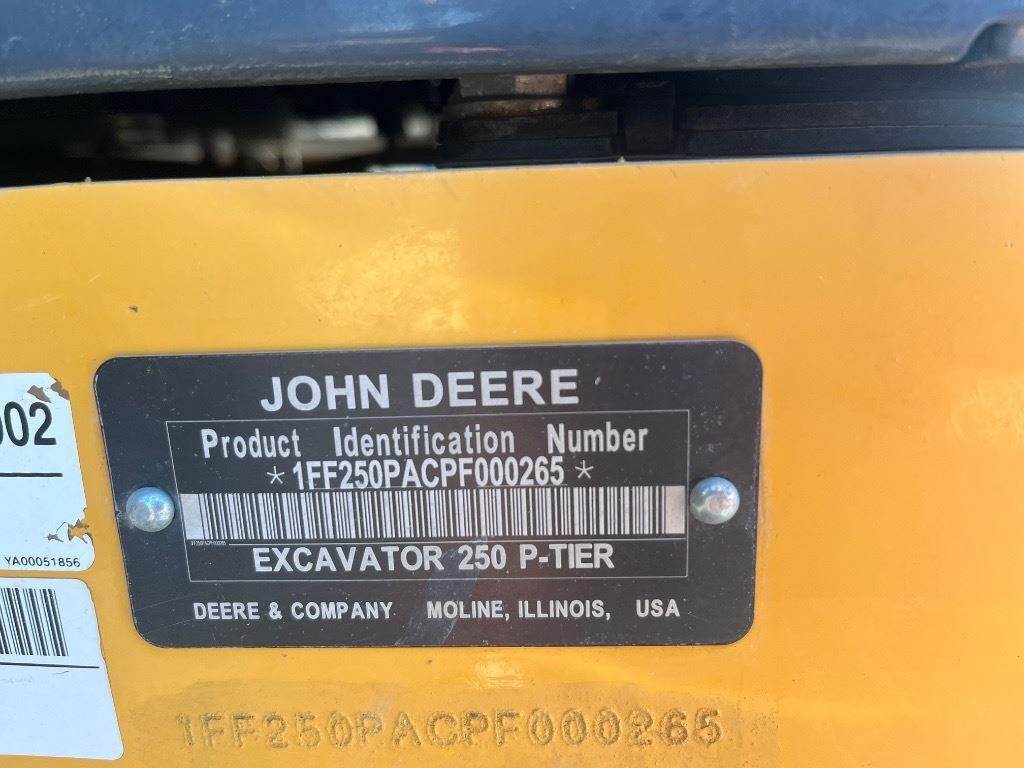 JOHN DEERE
Product Identification Number
*1FF250PACPF000265*
EXCAVATOR 250 P-TIER
DEERE & COMPANY MOLINE, ILLINOIS, USA
002
YA00051856
1FF250PACPF000265